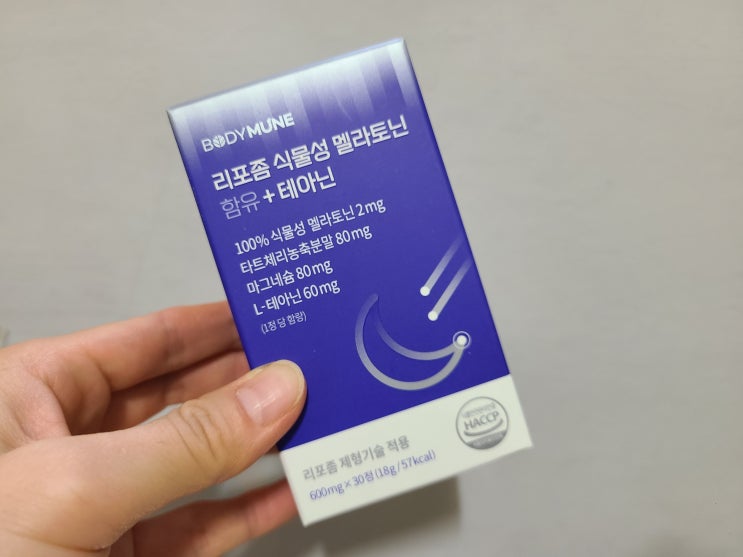 BODYMUNE
리포좀 식물성 멜라토닌
함유 + 테아닌
100% 식물성 멜라토닌 2mg
타트체리농축분말 80mg
마그네슘 80mg
L-테아닌 60mg
(1정 당 함량)
HACCP
리포좀 제형기술 적용
600mg×30정 (18g/57kcal)